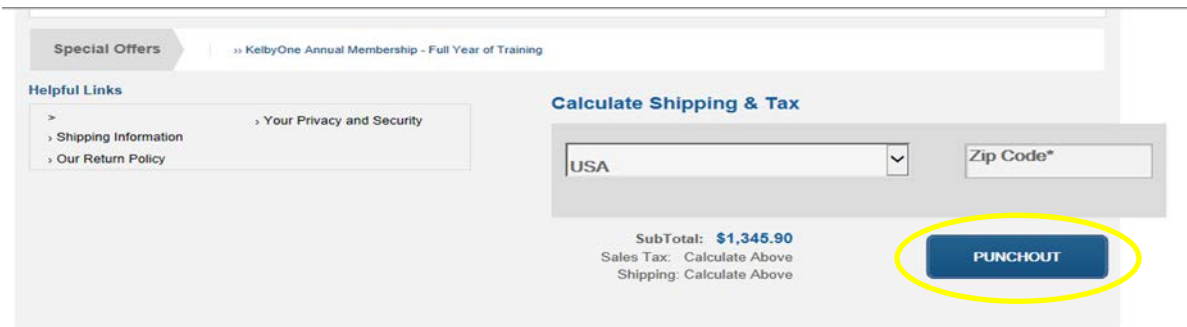 Special Offers
›› KelbyOne Annual Membership - Full Year of Training
Helpful Links
>
› Shipping Information
› Our Return Policy
› Your Privacy and Security
Calculate Shipping & Tax
USA
Zip Code*
SubTotal: $1,345.90
Sales Tax: Calculate Above
Shipping: Calculate Above
PUNCHOUT